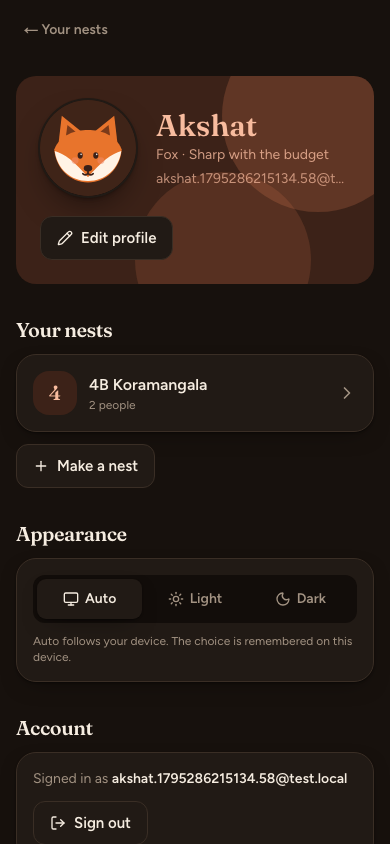 ← Your nests
Akshat
Fox · Sharp with the budget
akshat.1795286215134.58@t...
Edit profile
Your nests
4
4B Koramangala
2 people
+ Make a nest
Appearance
Auto
Light
Dark
Auto follows your device. The choice is remembered on this
device.
Account
Signed in as akshat.1795286215134.58@test.local
Sign out